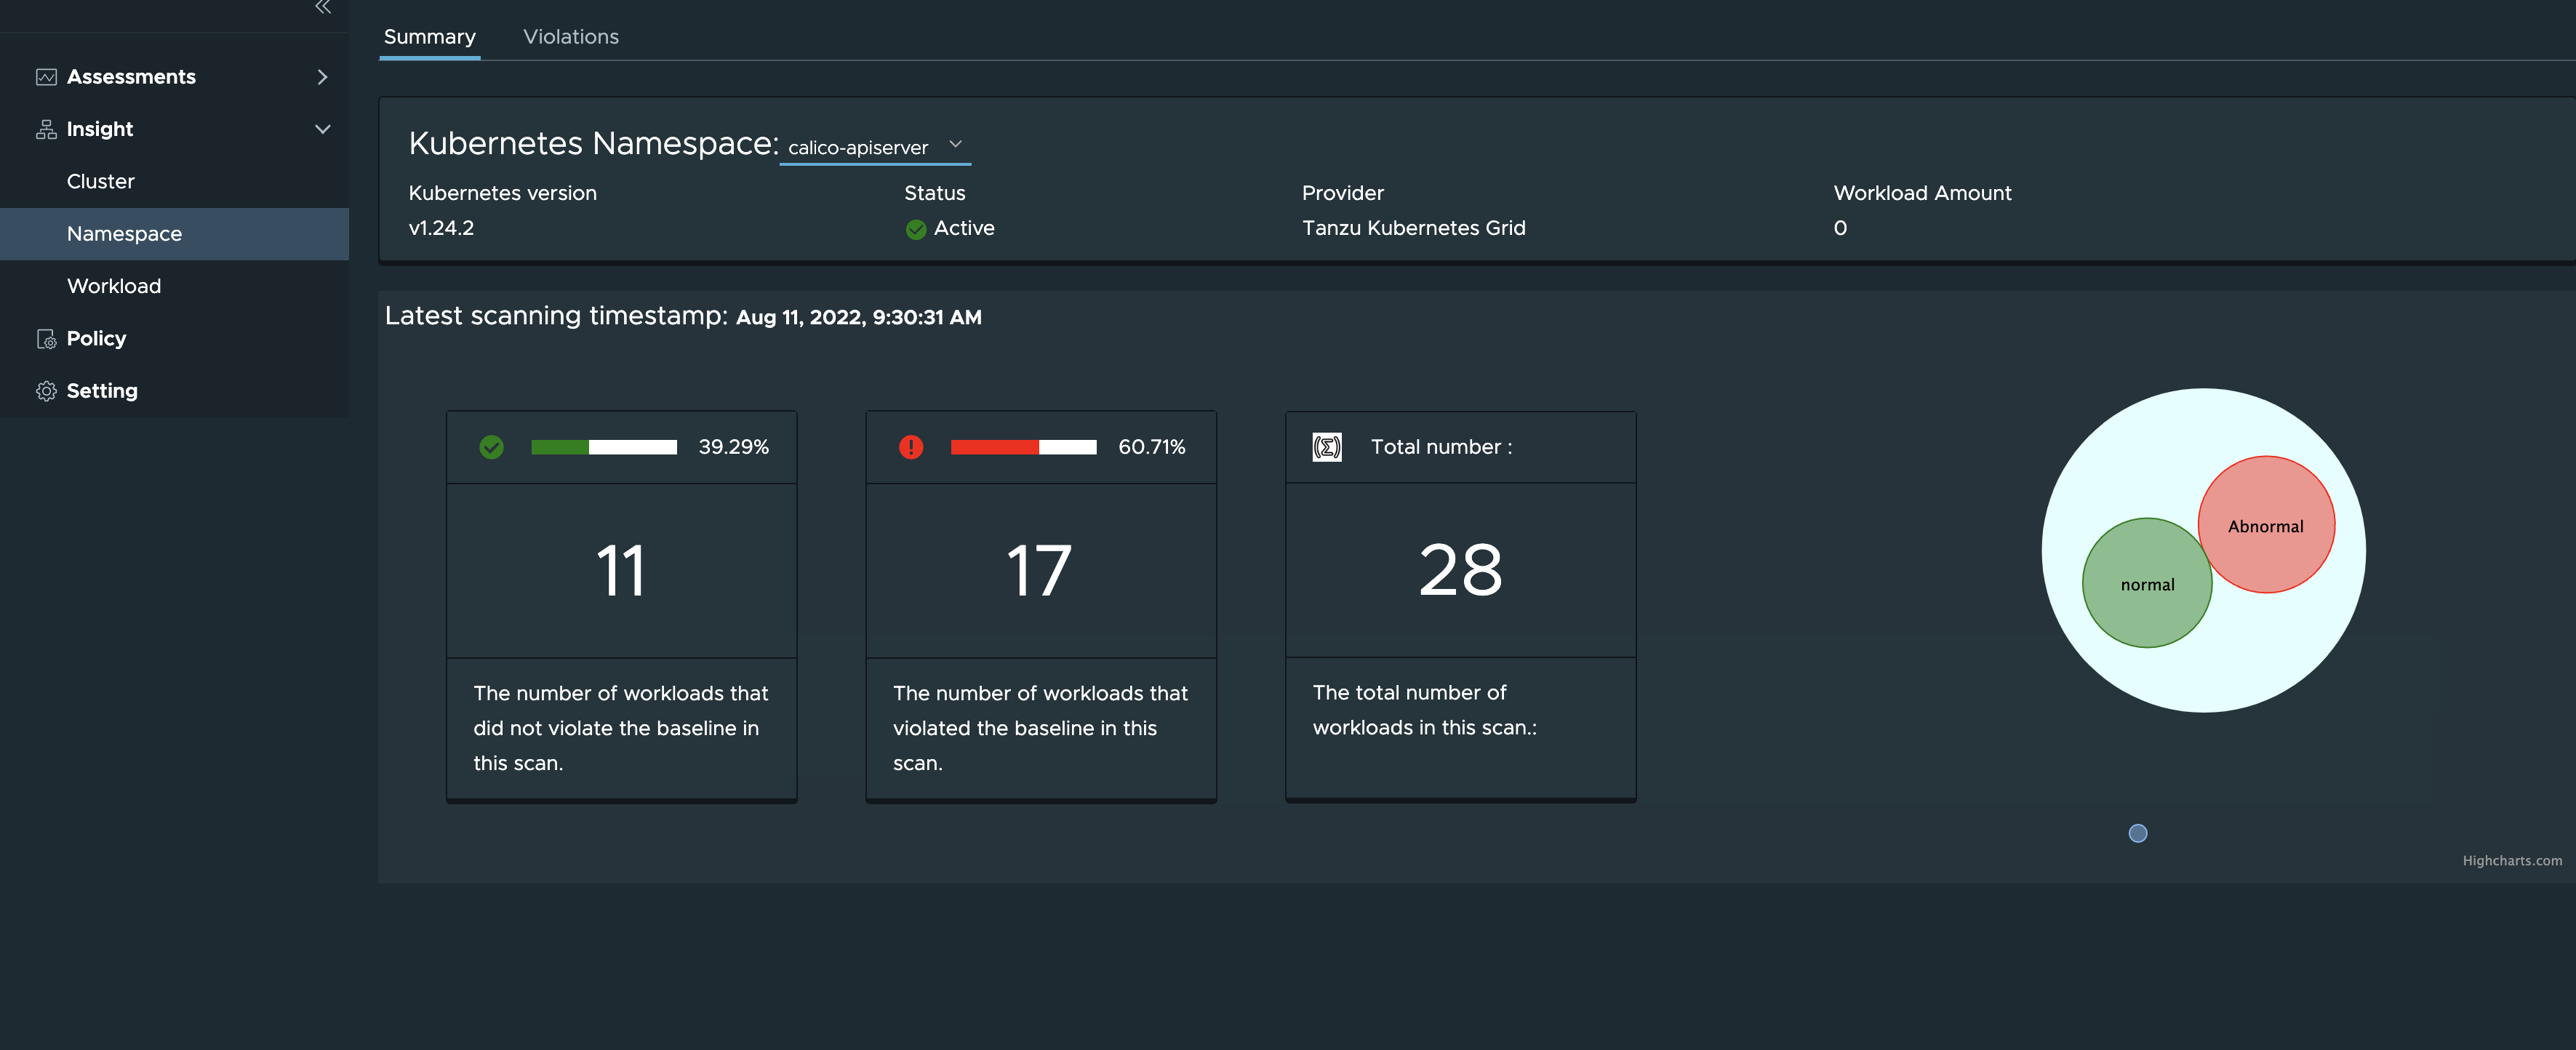 Summary
Violations
Assessments
Insight
Cluster
Namespace
Workload
Policy
Setting
Kubernetes Namespace: calico-apiserver
Kubernetes version
v1.24.2
Status
Active
Provider
Tanzu Kubernetes Grid
Workload Amount
0
Latest scanning timestamp: Aug 11, 2022, 9:30:31 AM
39.29%
11
The number of workloads that
did not violate the baseline in
this scan.
60.71%
17
The number of workloads that
violated the baseline in this
scan.
(Σ)
Total number :
28
The total number of
workloads in this scan.:
Abnormal
normal
Highcharts.com